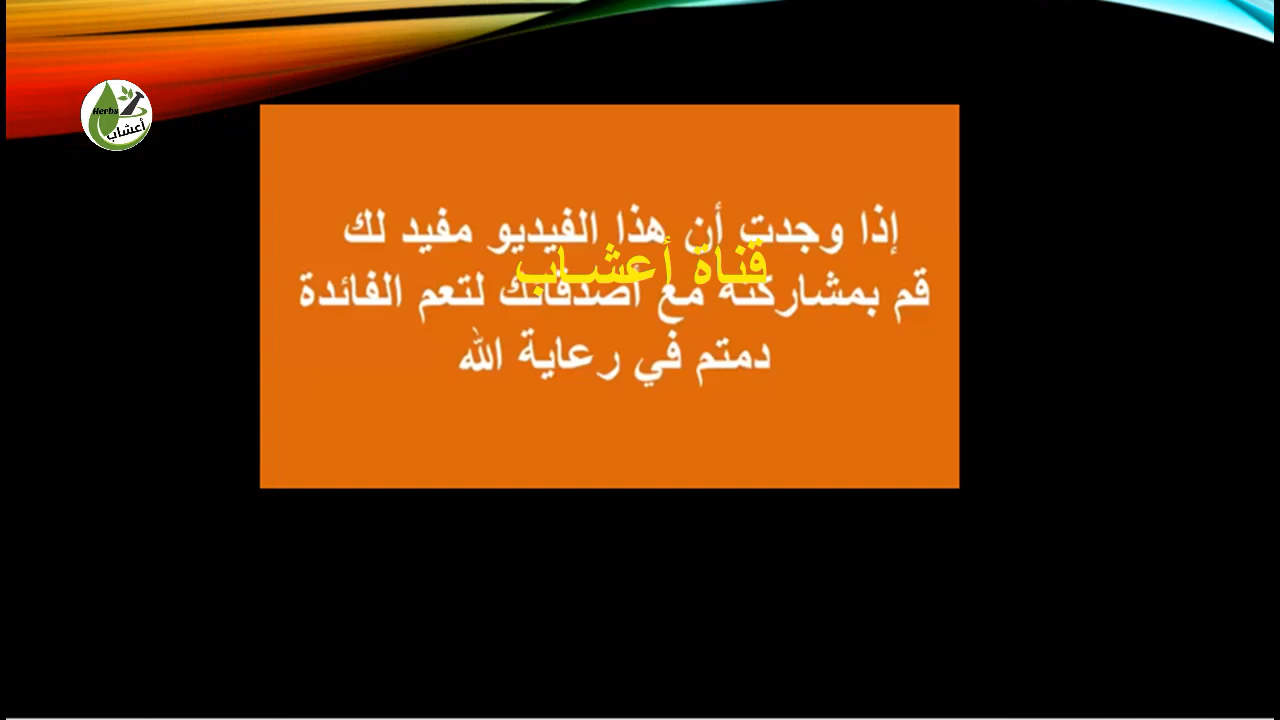 Herbs
أعشاب
إذا وجدت أن هذا الفيديو مفيد لك
قناة أعشاب
قم بمشاركته مع أصدقائك لتعم الفائدة
دمتم في رعاية الله